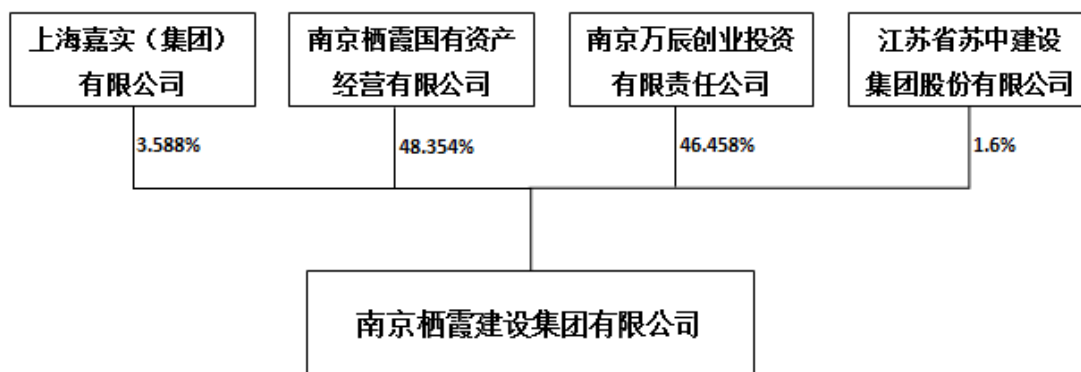 上海嘉实（集团）
有限公司
南京栖霞国有资产
经营有限公司
南京万辰创业投资
有限责任公司
江苏省苏中建设
集团股份有限公司
3.588%
48.354%
46.458%
1.6%
南京栖霞建设集团有限公司